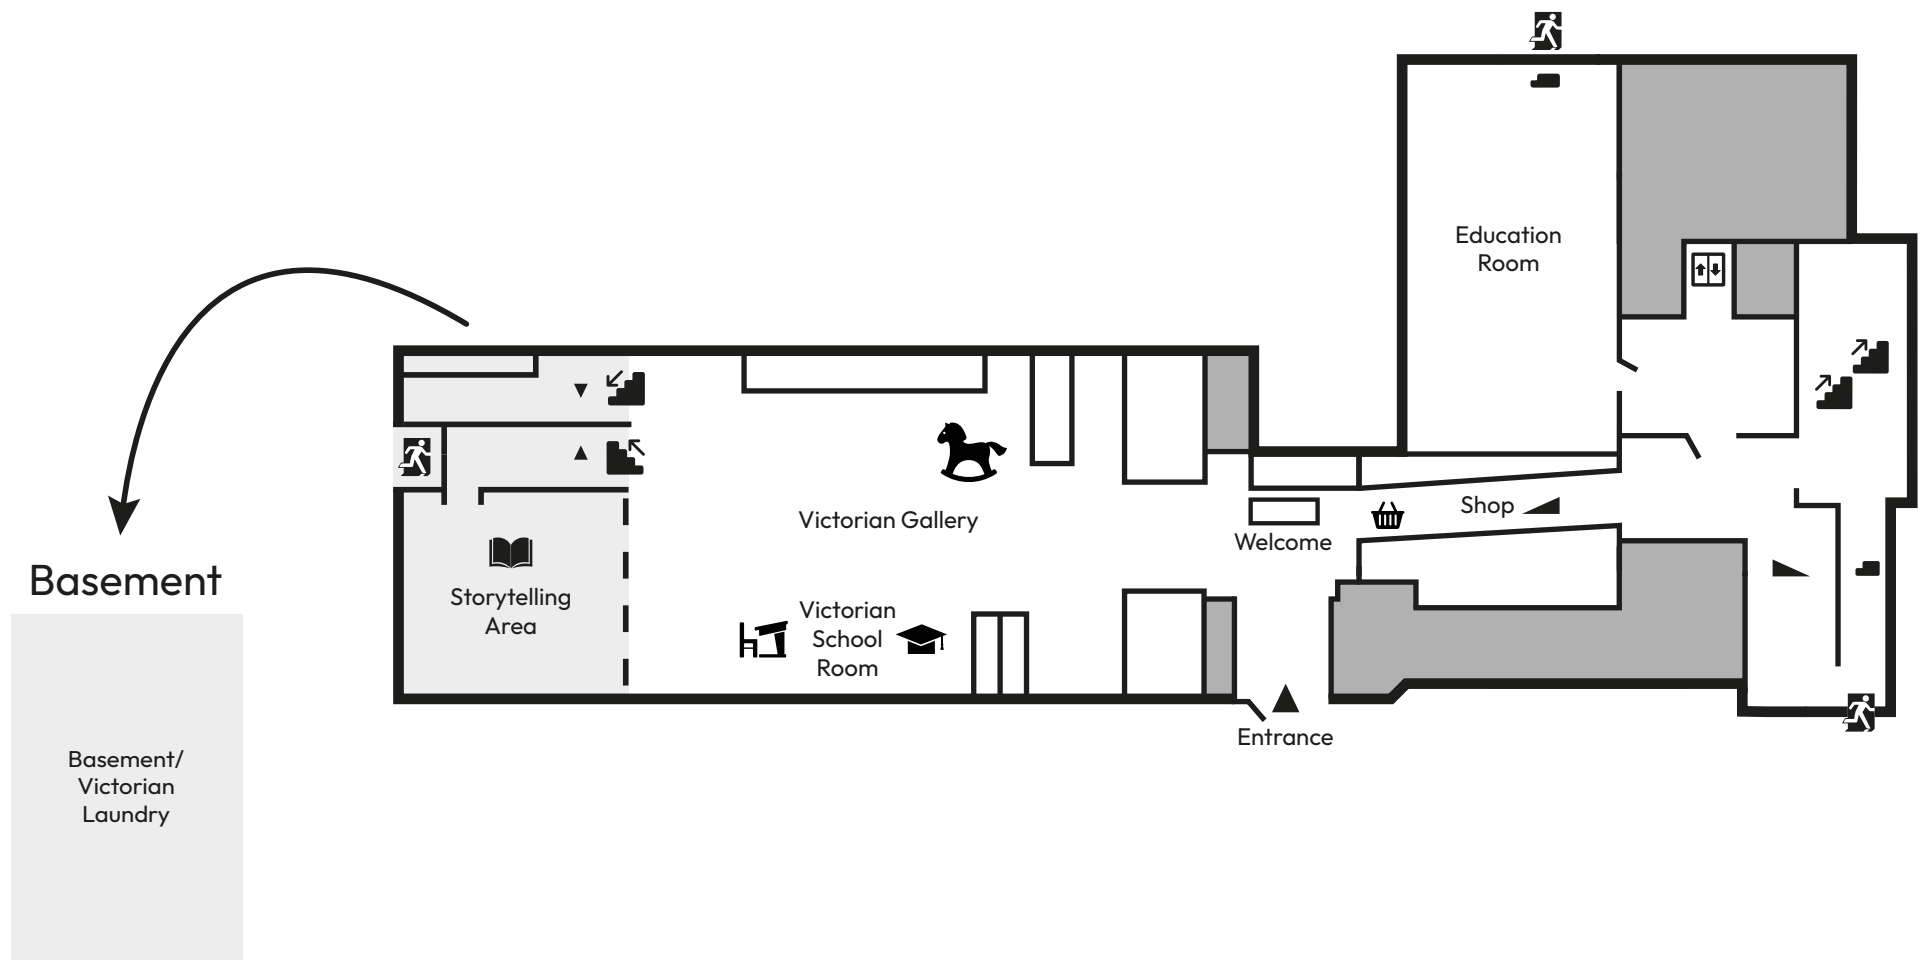 Education
Room
Shop
Victorian Gallery
Welcome
Basement
Storytelling
Area
Victorian
School
Room
Entrance
Basement/
Victorian
Laundry